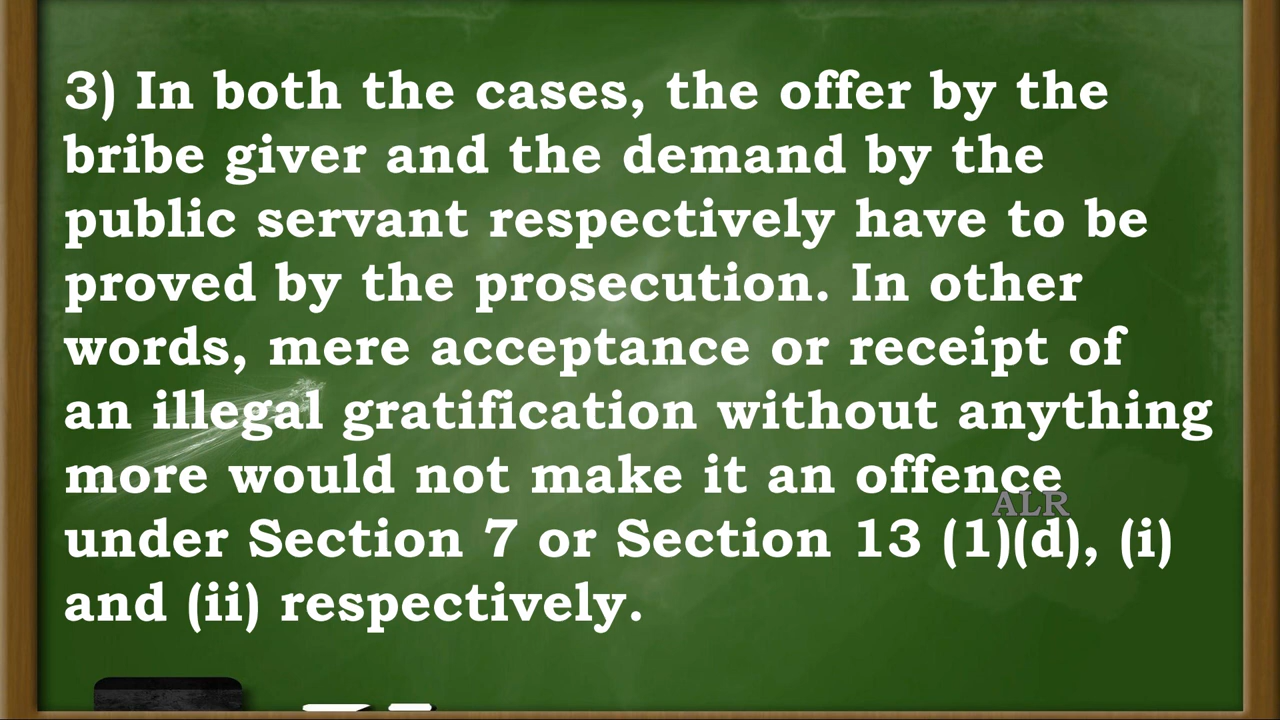 3) In both the cases, the offer by the
bribe giver and the demand by the
public servant respectively have to be
proved by the prosecution. In other
words, mere acceptance or receipt of
an illegal gratification without anything
more would not make it an offence
ALR
under Section 7 or Section 13 (1)(d), (i)
and (ii) respectively.